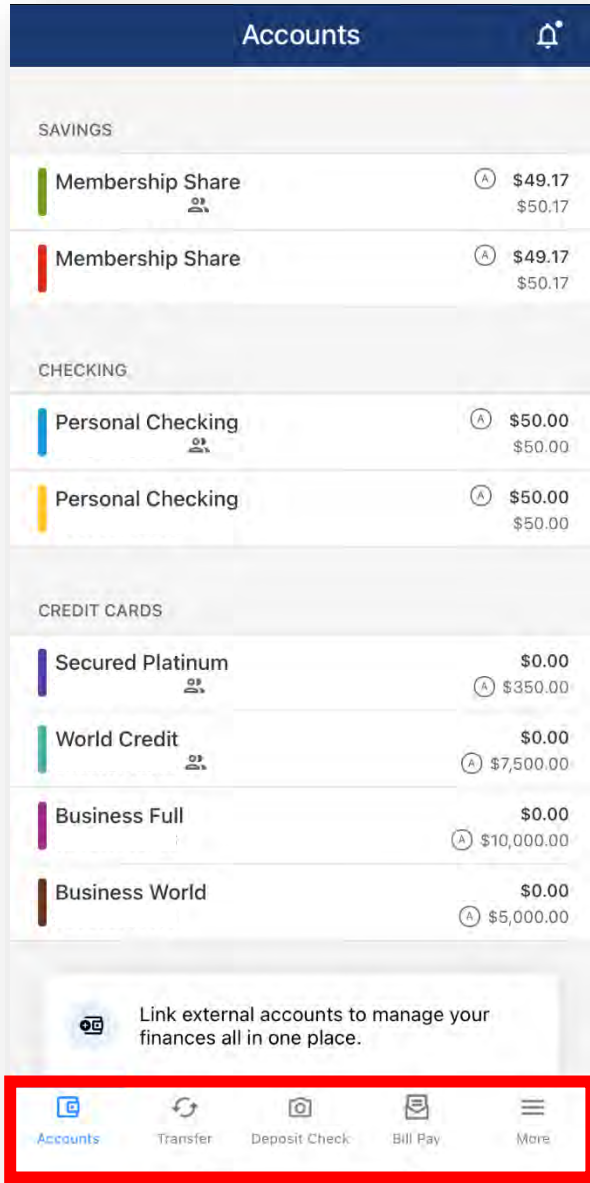 Accounts
SAVINGS
Membership Share A $49.17
$50.17
Membership Share A $49.17
$50.17
CHECKING
Personal Checking A $50.00
$50.00
Personal Checking A $50.00
$50.00
CREDIT CARDS
Secured Platinum $0.00
A $350.00
World Credit $0.00
A $7,500.00
Business Full $0.00
A $10,000.00
Business World $0.00
A $5,000.00
Link external accounts to manage your
finances all in one place.
Accounts Transfer Deposit Check Bill Pay More